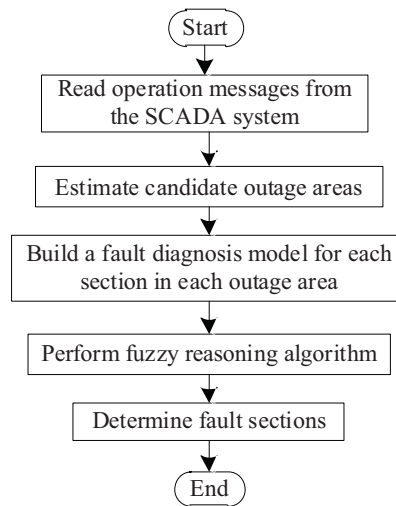 Start
Read operation messages from
the SCADA system
Estimate candidate outage areas
Build a fault diagnosis model for each
section in each outage area
Perform fuzzy reasoning algorithm
Determine fault sections
End